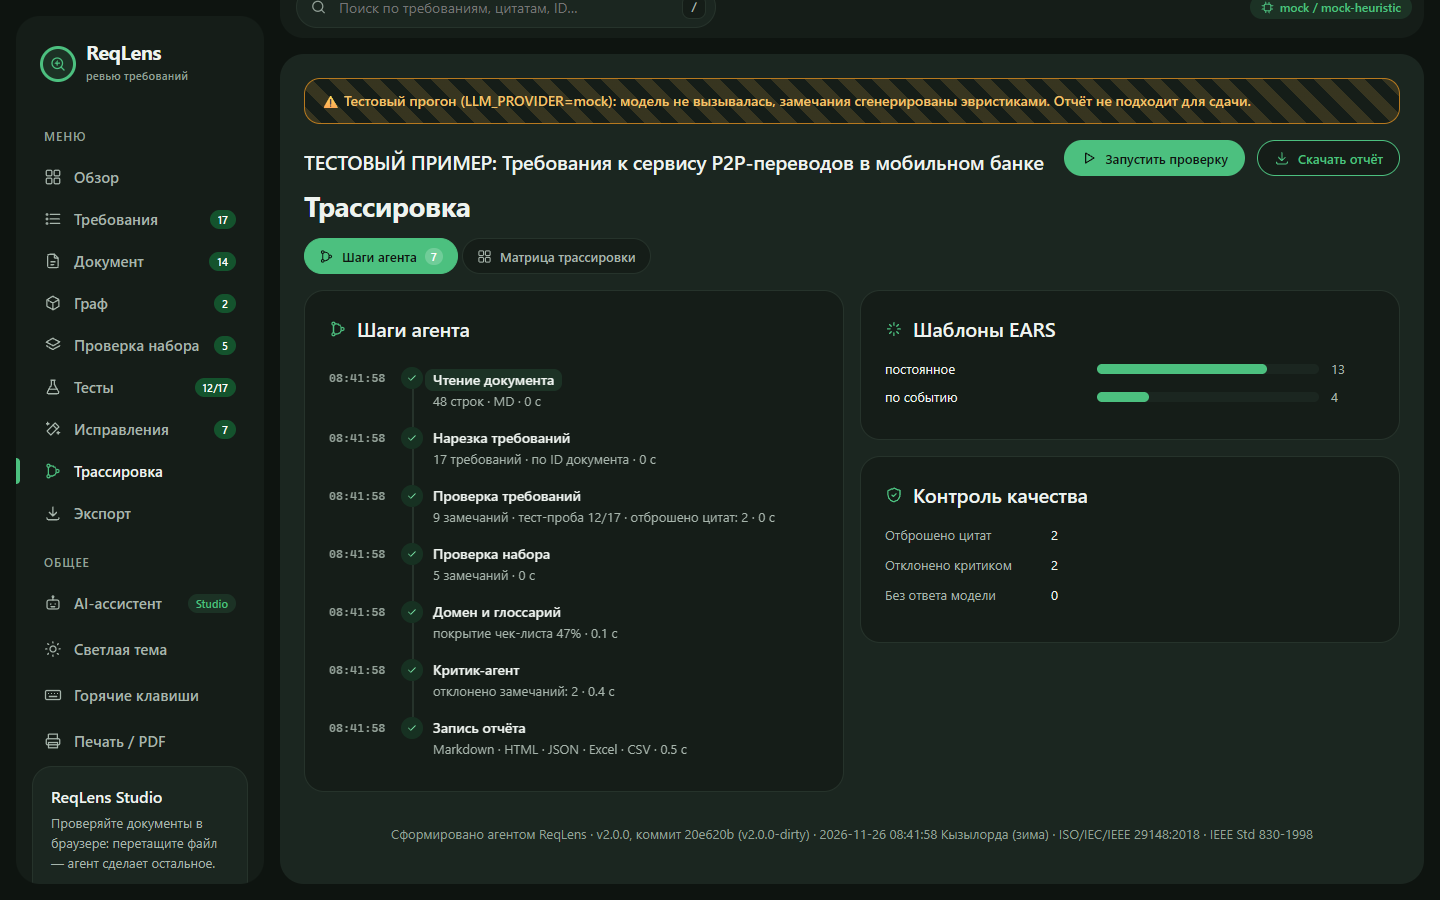 ReqLens
ревью требований
МЕНЮ
Обзор
Требования 17
Документ 14
Граф 2
Проверка набора 5
Тесты 12/17
Исправления 7
Трассировка
Экспорт
ОБЩЕЕ
AI-ассистент Studio
Светлая тема
Горячие клавиши
Печать / PDF
ReqLens Studio
Проверяйте документы в
браузере: перетащите файл
— агент сделает остальное.
Поиск по требованиям, цитатам, ID... /
mock / mock-heuristic
Тестовый прогон (LLM_PROVIDER=mock): модель не вызывалась, замечания сгенерированы эвристиками. Отчёт не подходит для сдачи.
ТЕСТОВЫЙ ПРИМЕР: Требования к сервису P2P-переводов в мобильном банке
Запустить проверку
Скачать отчёт
Трассировка
Шаги агента 7
Матрица трассировки
Шаги агента
08:41:58 Чтение документа
48 строк · MD · 0 с
08:41:58 Нарезка требований
17 требований · по ID документа · 0 с
08:41:58 Проверка требований
9 замечаний · тест-проба 12/17 · отброшено цитат: 2 · 0 с
08:41:58 Проверка набора
5 замечаний · 0 с
08:41:58 Домен и глоссарий
покрытие чек-листа 47% · 0.1 с
08:41:58 Критик-агент
отклонено замечаний: 2 · 0.4 с
08:41:58 Запись отчёта
Markdown · HTML · JSON · Excel · CSV · 0.5 с
Шаблоны EARS
постоянное 13
по событию 4
Контроль качества
Отброшено цитат 2
Отклонено критиком 2
Без ответа модели 0
Сформировано агентом ReqLens · v2.0.0, коммит 20e620b (v2.0.0-dirty) · 2026-11-26 08:41:58 Кызылорда (зима) · ISO/IEC/IEEE 29148:2018 · IEEE Std 830-1998